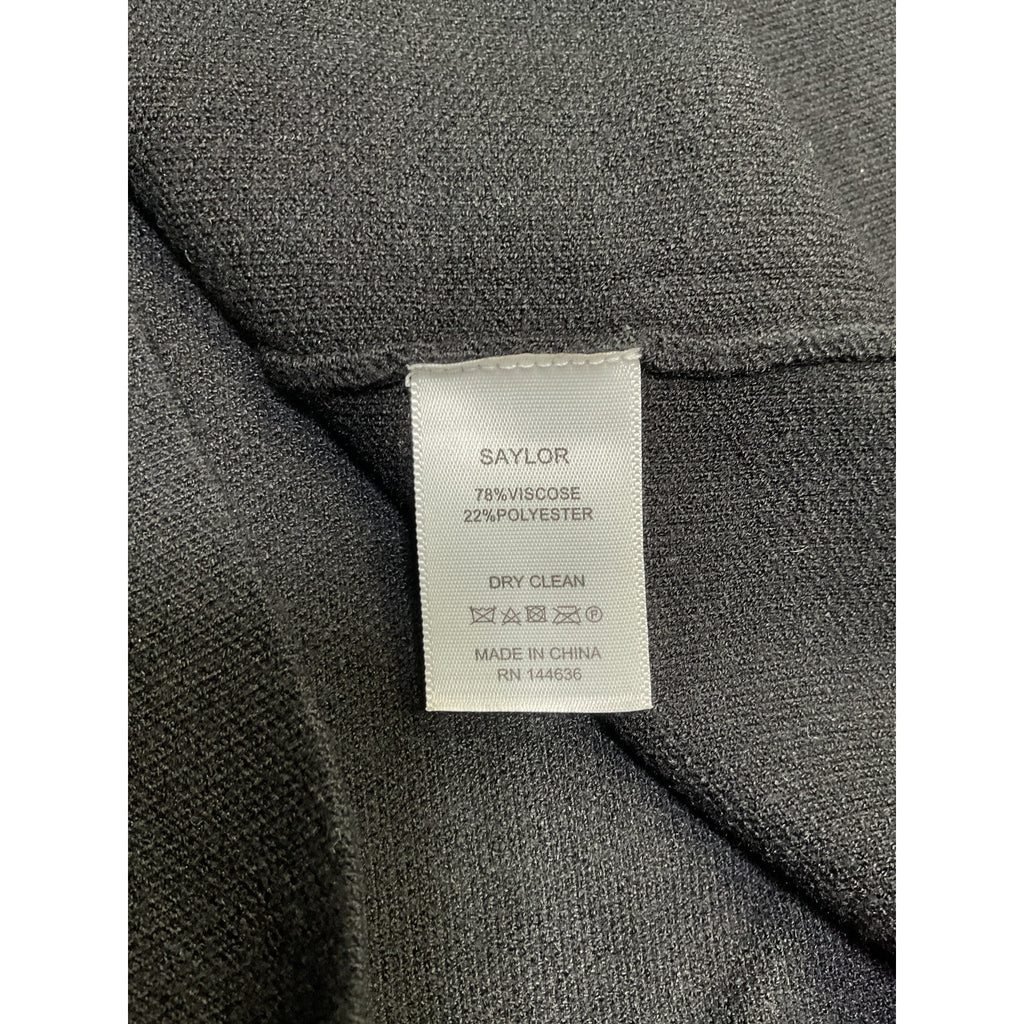 SAYLOR
78%VISCOSE
22%POLYESTER
DRY CLEAN
Ⓟ
MADE IN CHINA
RN 144636